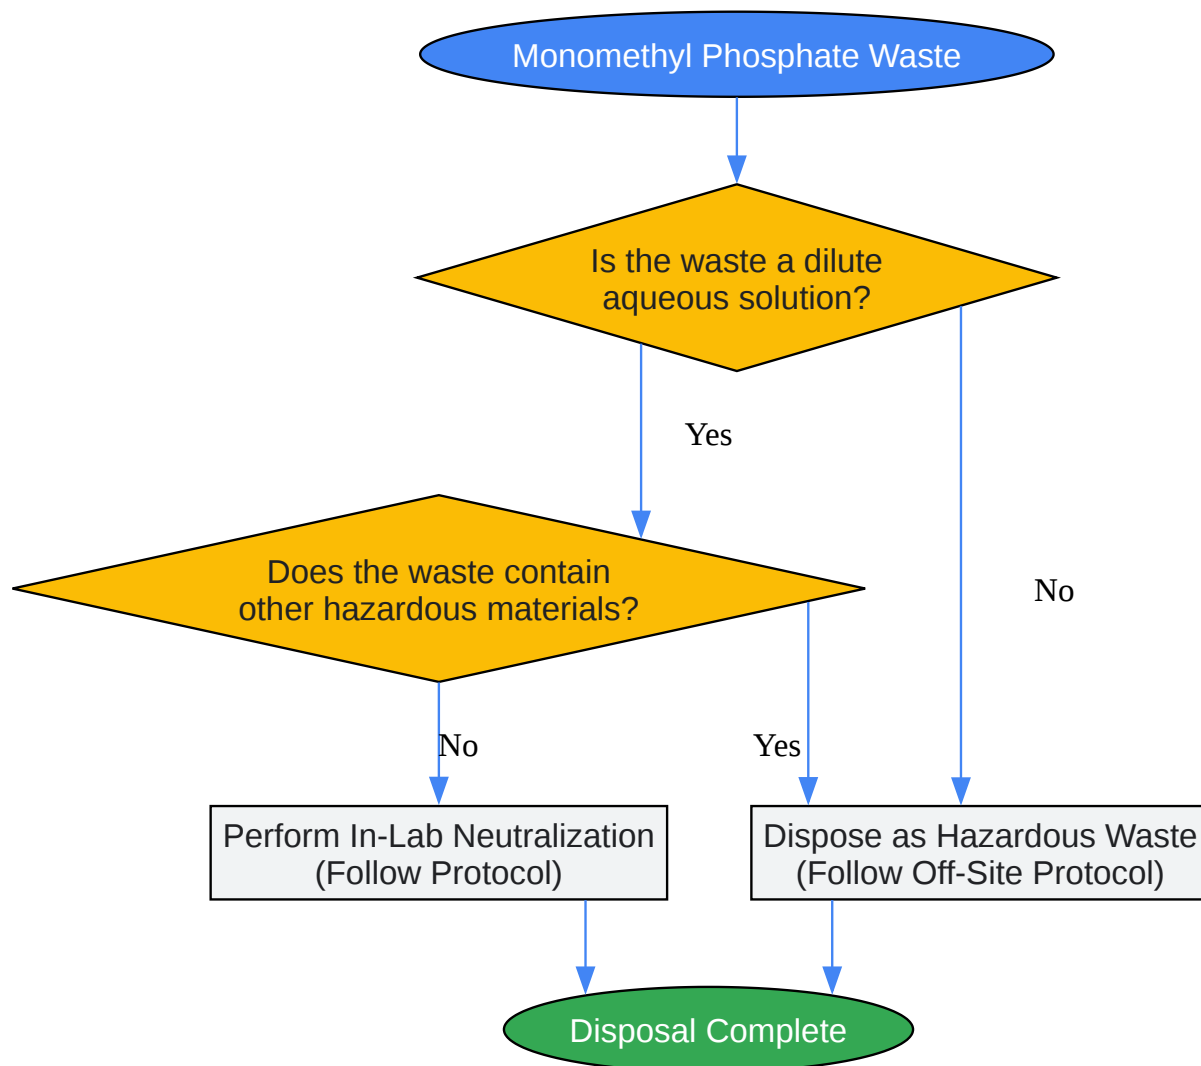 Monomethyl Phosphate Waste
Is the waste a dilute
aqueous solution?
Yes
Does the waste contain
other hazardous materials?
No
No
Yes
Perform In-Lab Neutralization
(Follow Protocol)
Dispose as Hazardous Waste
(Follow Off-Site Protocol)
Disposal Complete